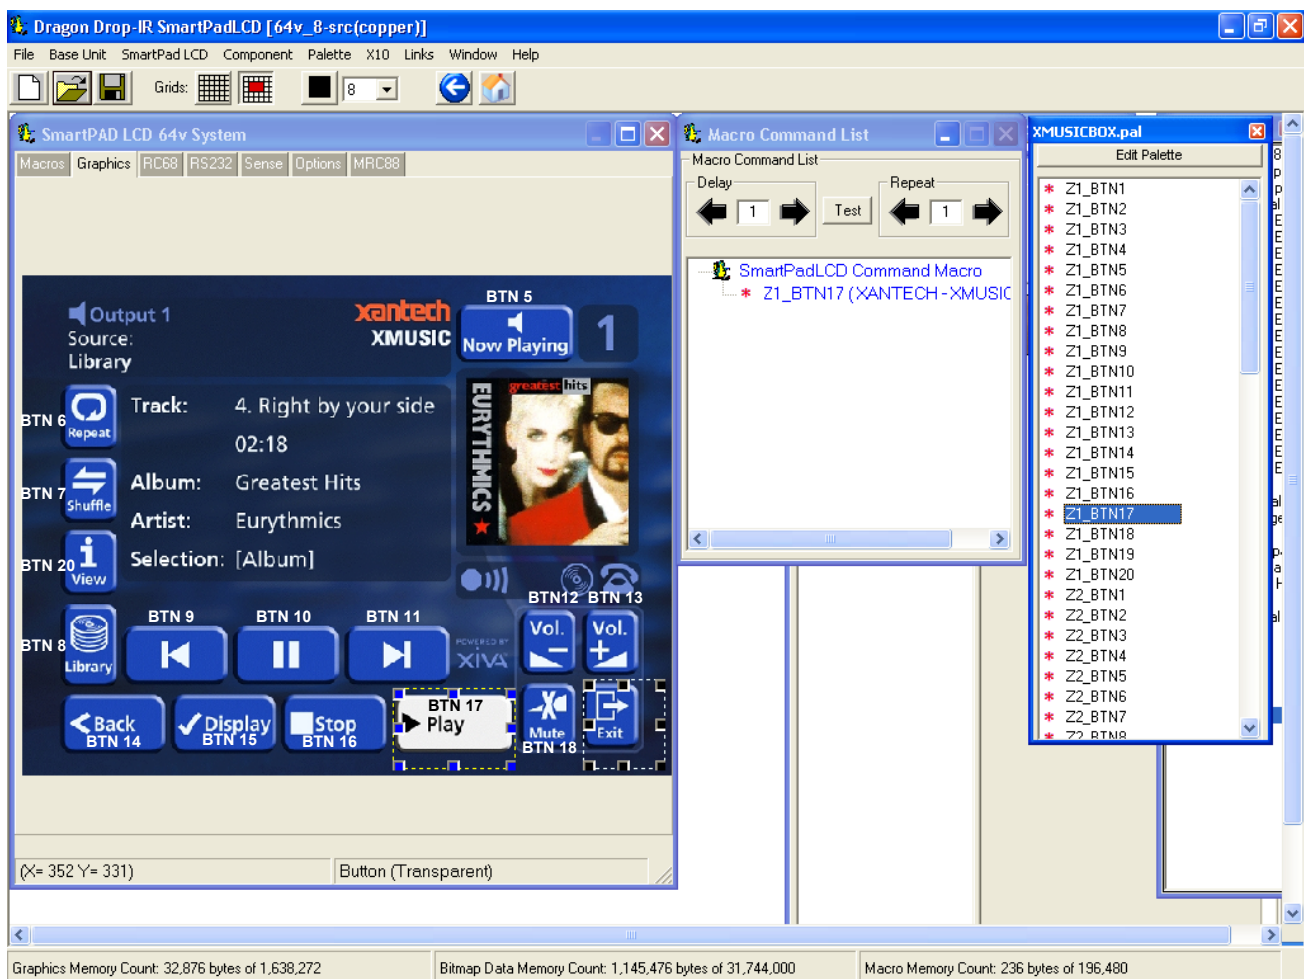 Dragon Drop-IR SmartPadLCD [64v_8-src(copper)]
File Base Unit SmartPad LCD Component Palette X10 Links Window Help
Grids: 8
SmartPAD LCD 64v System
Macros Graphics RC68 RS232 Sense Options MRC88
Output 1
Source:
Library
xantech
XMUSIC
BTN 5
Now Playing
1
BTN 6
Repeat
Track: 4. Right by your side
02:18
BTN 7
Shuffle
Album: Greatest Hits
Artist: Eurythmics
BTN 20
View
Selection: [Album]
EURYTHMICS
greatest hits
BTN 8
Library
BTN 9
BTN 10
BTN 11
POWERED BY
XiVA
BTN12 BTN 13
Vol. Vol.
Back
BTN 14
Display
BTN 15
Stop
BTN 16
BTN 17
Play
Mute
BTN 18
Exit
(X= 352 Y= 331)
Button (Transparent)
Macro Command List
Macro Command List
Delay
1
Test
Repeat
1
SmartPadLCD Command Macro
Z1_BTN17 (XANTECH - XMUSIC
XMUSICBOX.pal
Edit Palette
Z1_BTN1
Z1_BTN2
Z1_BTN3
Z1_BTN4
Z1_BTN5
Z1_BTN6
Z1_BTN7
Z1_BTN8
Z1_BTN9
Z1_BTN10
Z1_BTN11
Z1_BTN12
Z1_BTN13
Z1_BTN14
Z1_BTN15
Z1_BTN16
Z1_BTN17
Z1_BTN18
Z1_BTN19
Z1_BTN20
Z2_BTN1
Z2_BTN2
Z2_BTN3
Z2_BTN4
Z2_BTN5
Z2_BTN6
Z2_BTN7
Z2_BTN8
Graphics Memory Count: 32,876 bytes of 1,638,272
Bitmap Data Memory Count: 1,145,476 bytes of 31,744,000
Macro Memory Count: 236 bytes of 196,480